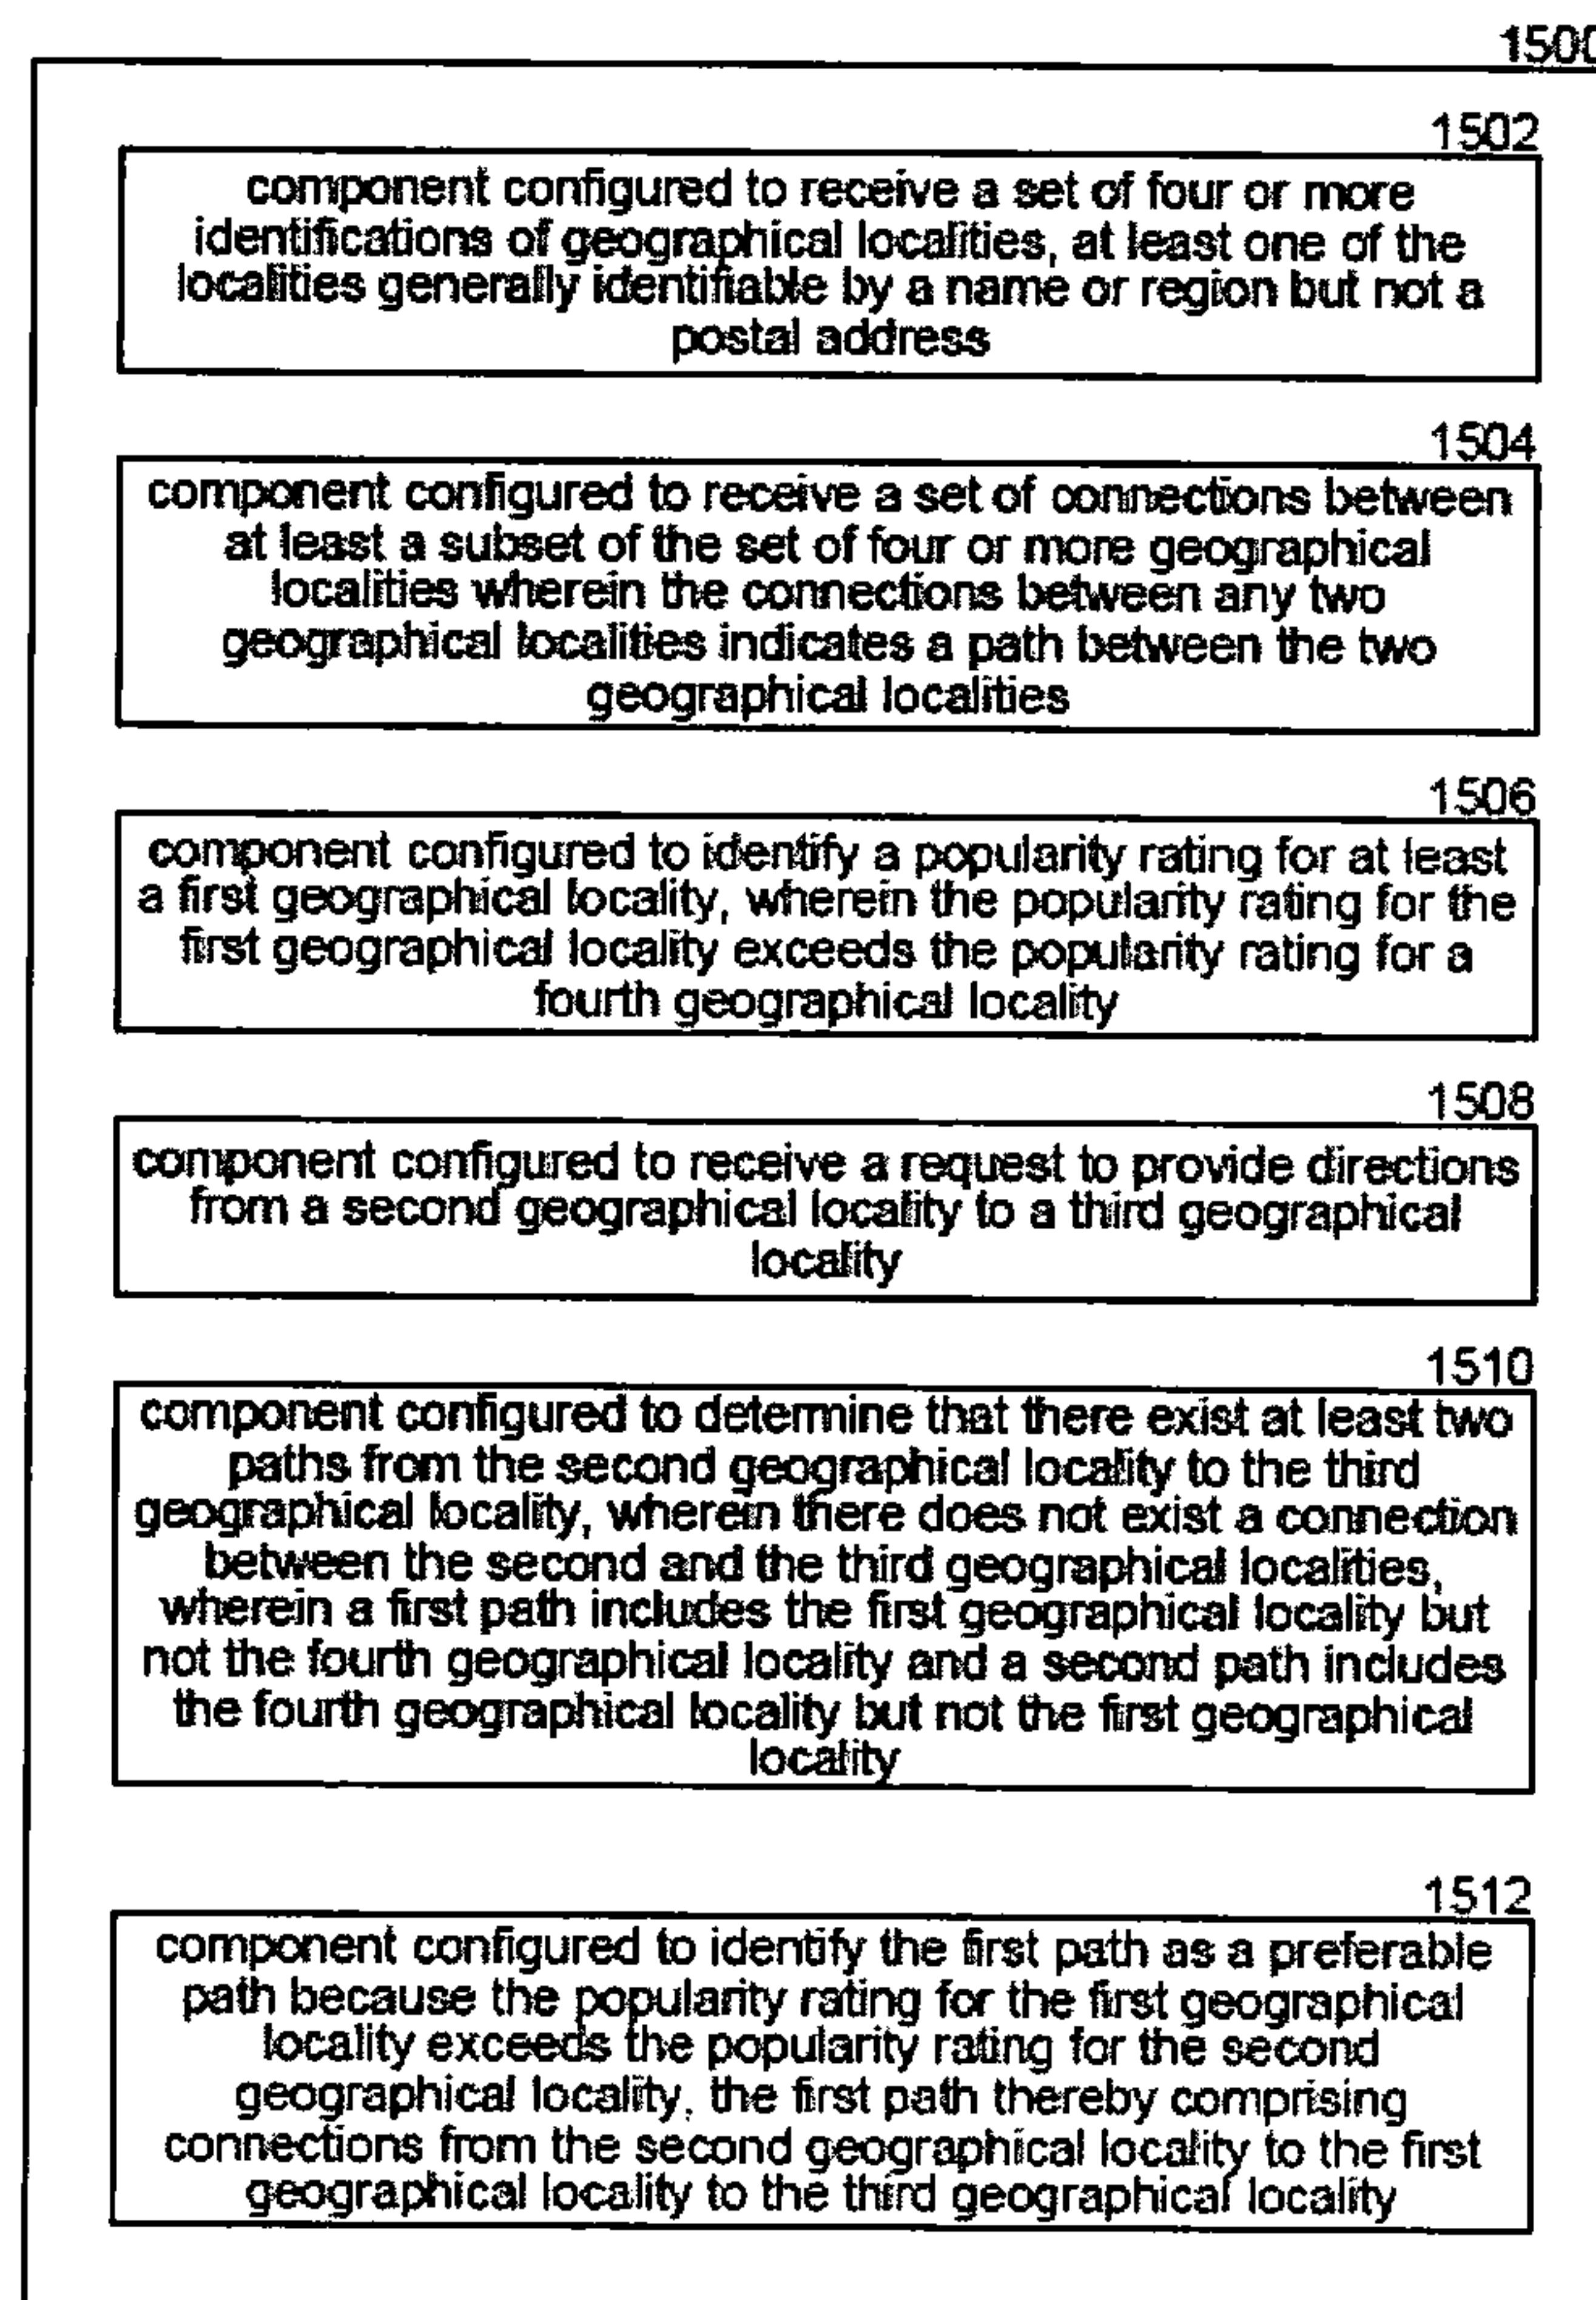 1500
1502
component configured to receive a set of four or more
identifications of geographical localities, at least one of the
localities generally identifiable by a name or region but not a
postal address
1504
component configured to receive a set of connections between
at least a subset of the set of four or more geographical
localities wherein the connections between any two
geographical localities indicates a path between the two
geographical localities
1506
component configured to identify a popularity rating for at least
a first geographical locality, wherein the popularity rating for the
first geographical locality exceeds the popularity rating for a
fourth geographical locality
1508
component configured to receive a request to provide directions
from a second geographical locality to a third geographical
locality
1510
component configured to determine that there exist at least two
paths from the second geographical locality to the third
geographical locality, wherein there does not exist a connection
between the second and the third geographical localities,
wherein a first path includes the first geographical locality but
not the fourth geographical locality and a second path includes
the fourth geographical locality but not the first geographical
locality
1512
component configured to identify the first path as a preferable
path because the popularity rating for the first geographical
locality exceeds the popularity rating for the second
geographical locality, the first path thereby comprising
connections from the second geographical locality to the first
geographical locality to the third geographical locality